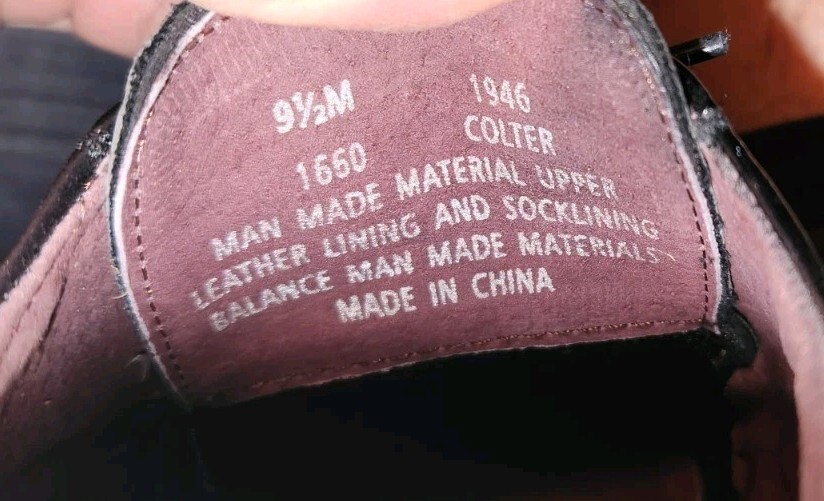 9½M 1946
COLTER
1660
MAN MADE MATERIAL UPPER
LEATHER LINING AND SOCKLINING
BALANCE MAN MADE MATERIALS
MADE IN CHINA